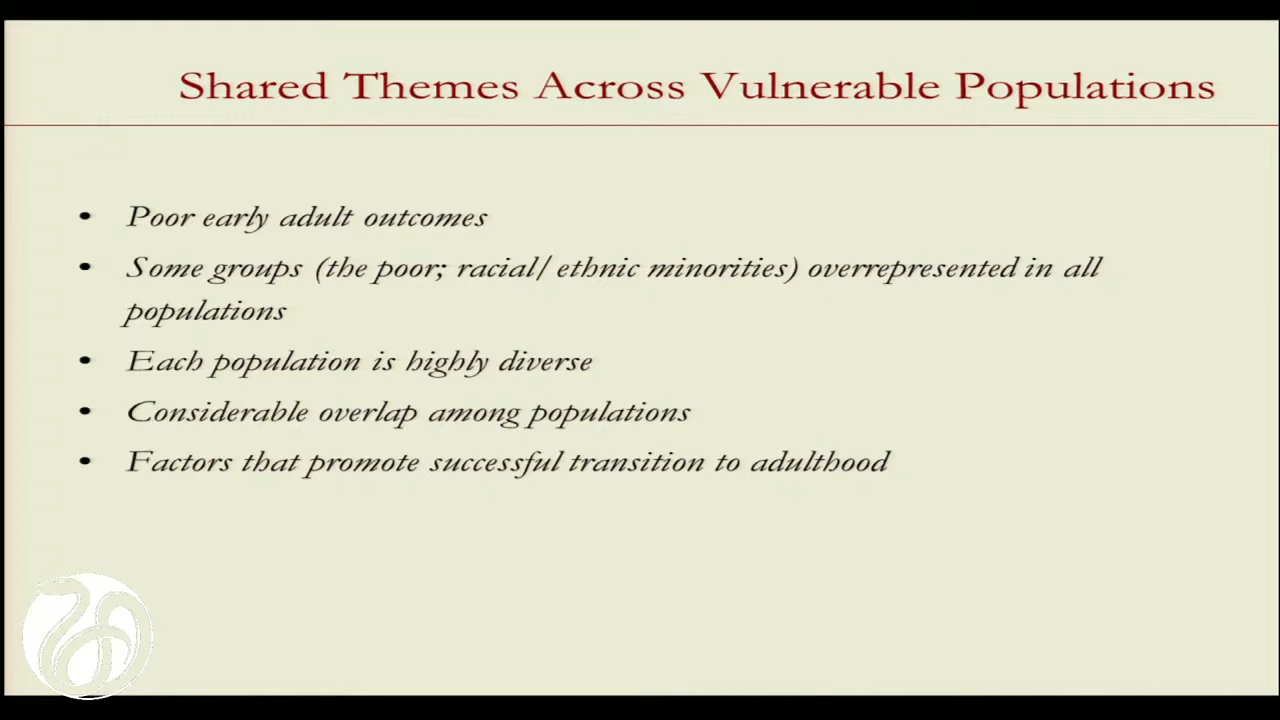 Shared Themes Across Vulnerable Populations
• Poor early adult outcomes
• Some groups (the poor; racial/ethnic minorities) overrepresented in all
populations
• Each population is highly diverse
• Considerable overlap among populations
• Factors that promote successful transition to adulthood